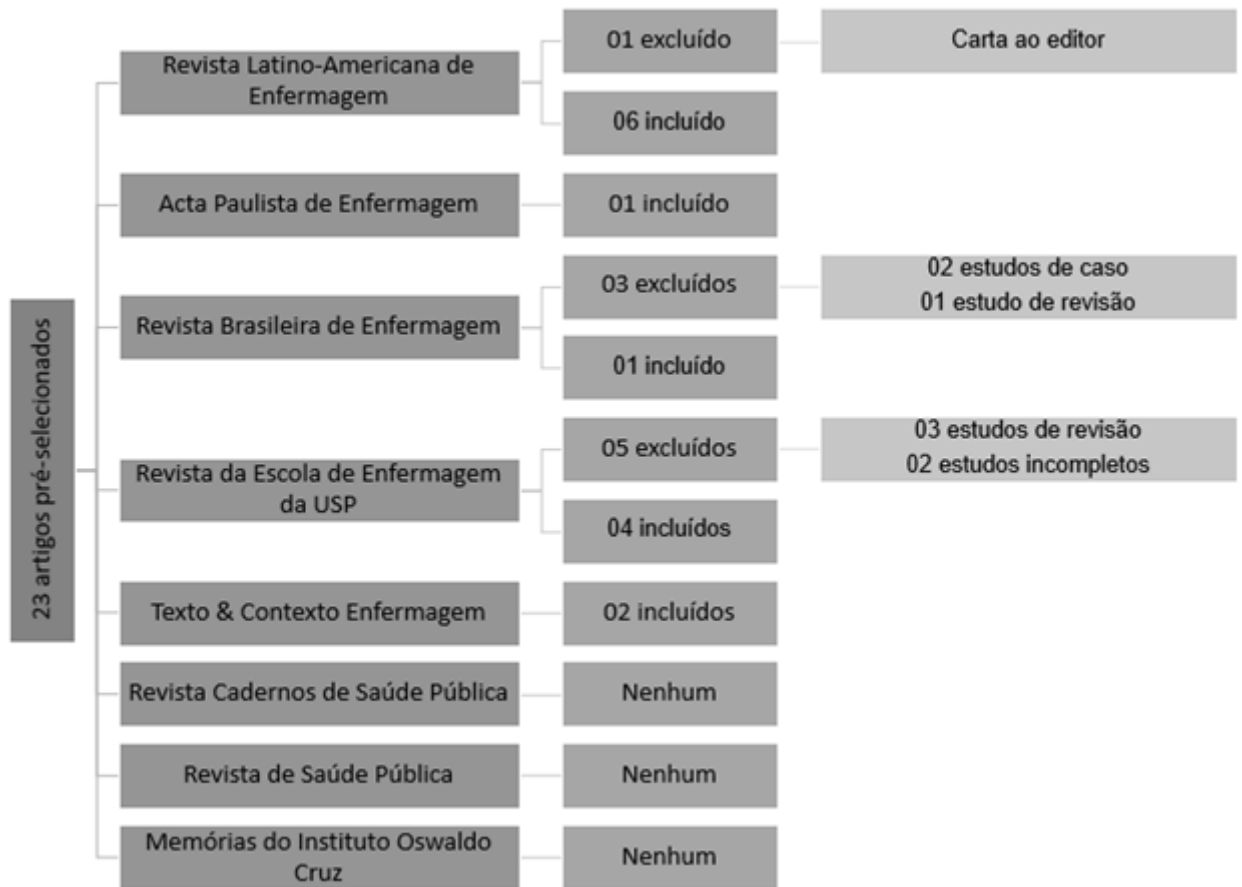 23 artigos pré-selecionados
Revista Latino-Americana de
Enfermagem
01 excluído
Carta ao editor
06 incluído
Acta Paulista de Enfermagem
01 incluído
Revista Brasileira de Enfermagem
03 excluídos
02 estudos de caso
01 estudo de revisão
01 incluído
Revista da Escola de Enfermagem
da USP
05 excluídos
03 estudos de revisão
02 estudos incompletos
04 incluídos
Texto & Contexto Enfermagem
02 incluídos
Revista Cadernos de Saúde Pública
Nenhum
Revista de Saúde Pública
Nenhum
Memórias do Instituto Oswaldo
Cruz
Nenhum